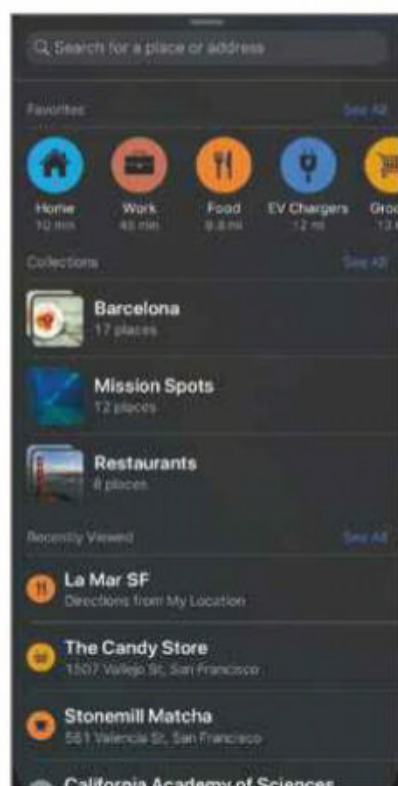 Search for a place or address
Favorites See All
Home Work Food EV Chargers Groc
10 min 45 min 12 mi
Collections See All
Barcelona
17 places
Mission Spots
12 places
Restaurants
8 places
Recently Viewed See All
La Mar SF
Directions from My Location
The Candy Store
1507 Vallejo St, San Francisco
Stonemill Matcha
561 Valencia St, San Francisco
California Academy of Sciences